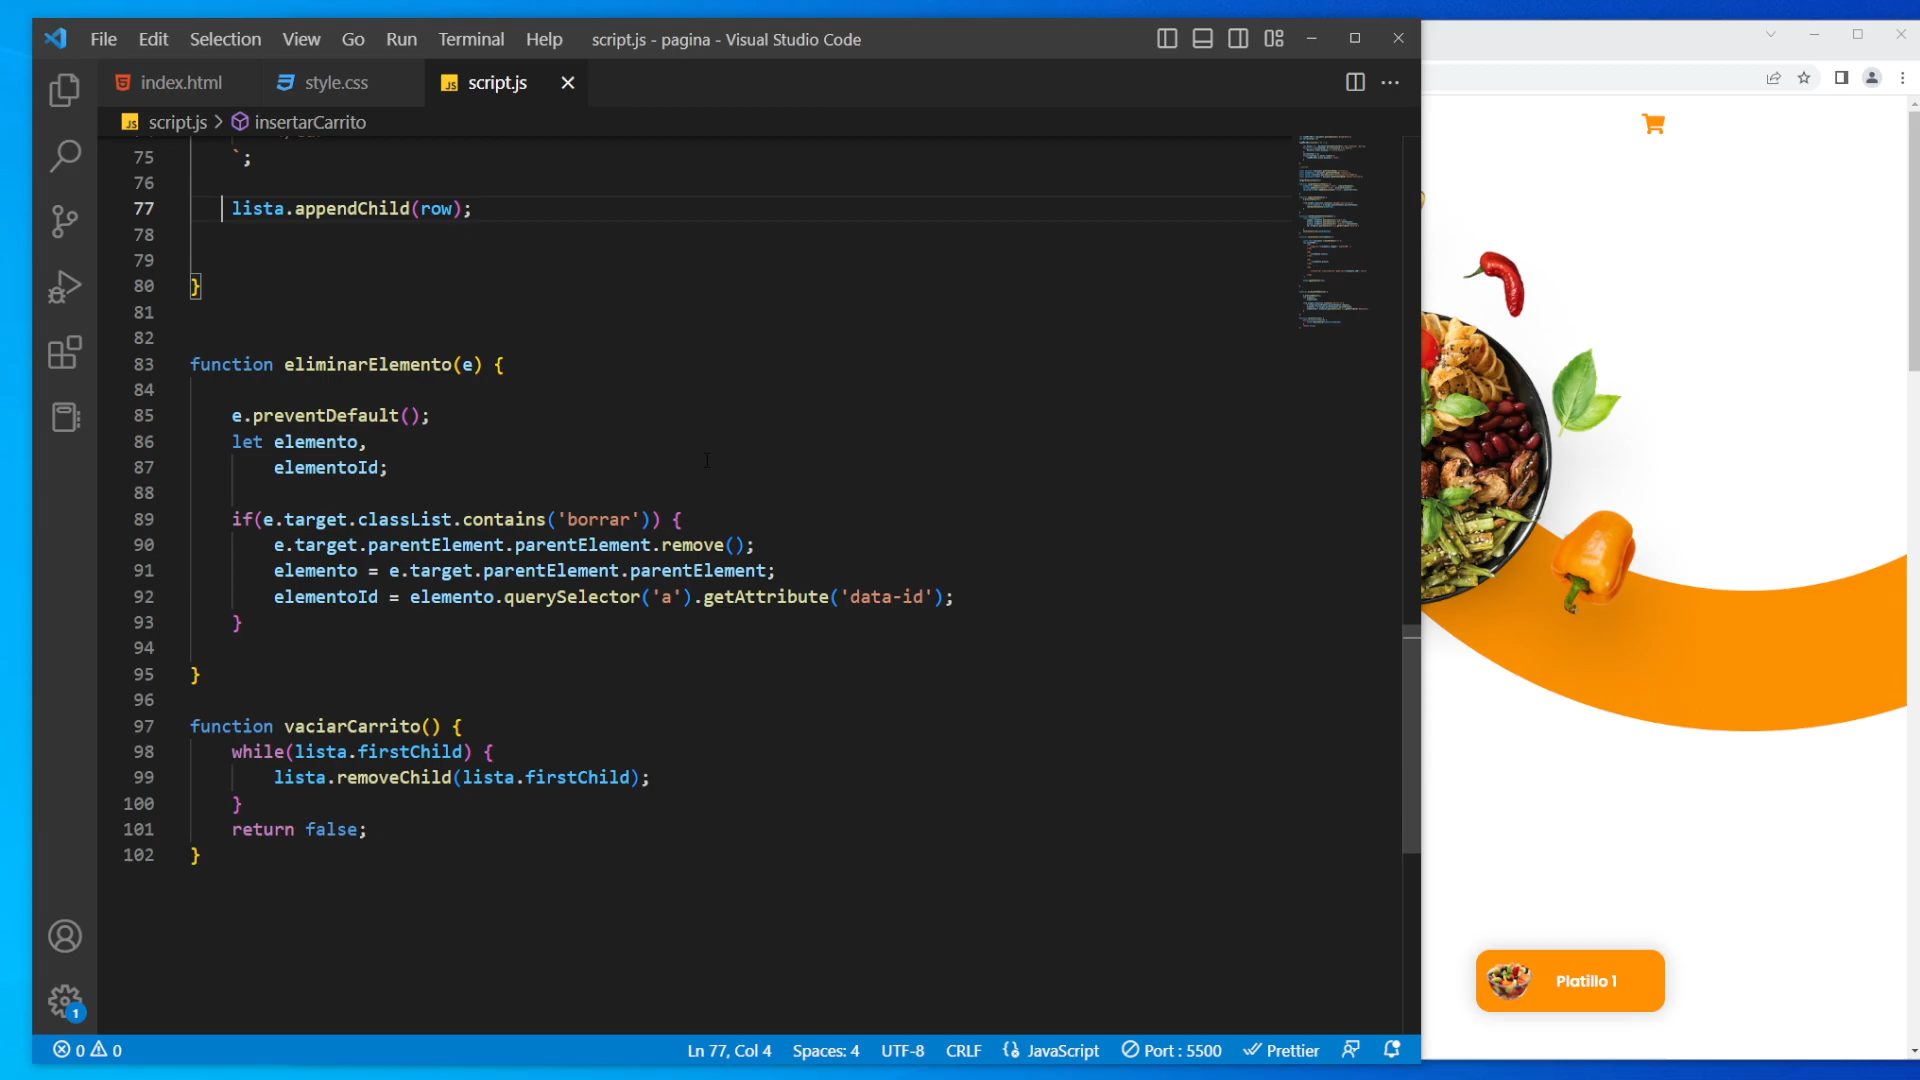 File Edit Selection View Go Run Terminal Help script.js - pagina - Visual Studio Code
index.html style.css JS script.js
JS script.js > insertarCarrito
75 `;
76
77 lista.appendChild(row);
78
79
80 }
81
82
83 function eliminarElemento(e) {
84
85 e.preventDefault();
86 let elemento,
87 elementoId;
88
89 if(e.target.classList.contains('borrar')) {
90 e.target.parentElement.parentElement.remove();
91 elemento = e.target.parentElement.parentElement;
92 elementoId = elemento.querySelector('a').getAttribute('data-id');
93 }
94
95 }
96
97 function vaciarCarrito() {
98 while(lista.firstChild) {
99 lista.removeChild(lista.firstChild);
100 }
101 return false;
102 }
Platillo 1
1
0 0 Ln 77, Col 4 Spaces: 4 UTF-8 CRLF JavaScript Port : 5500 Prettier